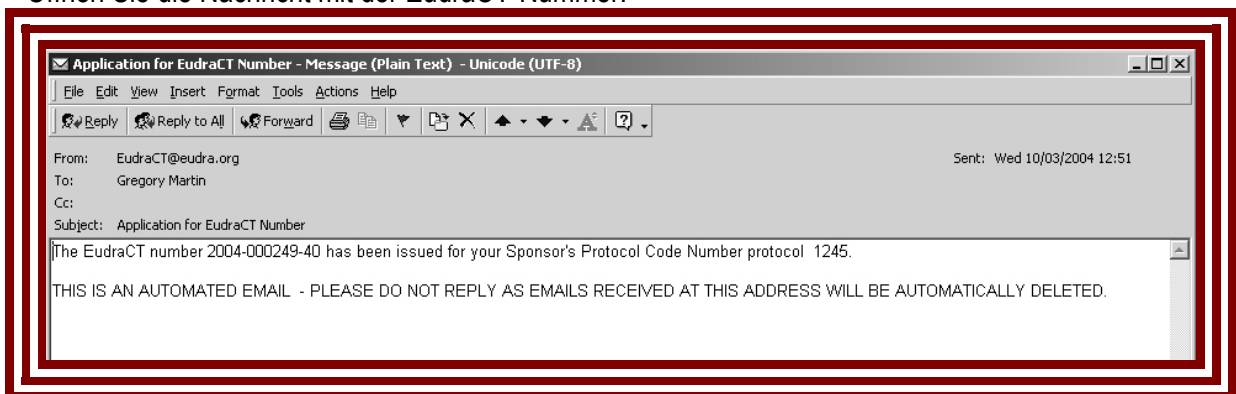 Öffnen Sie die Nachricht mit der EudraCT-Nummer:
Application for EudraCT Number - Message (Plain Text) - Unicode (UTF-8)
File Edit View Insert Format Tools Actions Help
Reply Reply to All Forward
From: EudraCT@eudra.org Sent: Wed 10/03/2004 12:51
To: Gregory Martin
Cc:
Subject: Application for EudraCT Number
The EudraCT number 2004-000249-40 has been issued for your Sponsor's Protocol Code Number protocol 1245.
THIS IS AN AUTOMATED EMAIL - PLEASE DO NOT REPLY AS EMAILS RECEIVED AT THIS ADDRESS WILL BE AUTOMATICALLY DELETED.